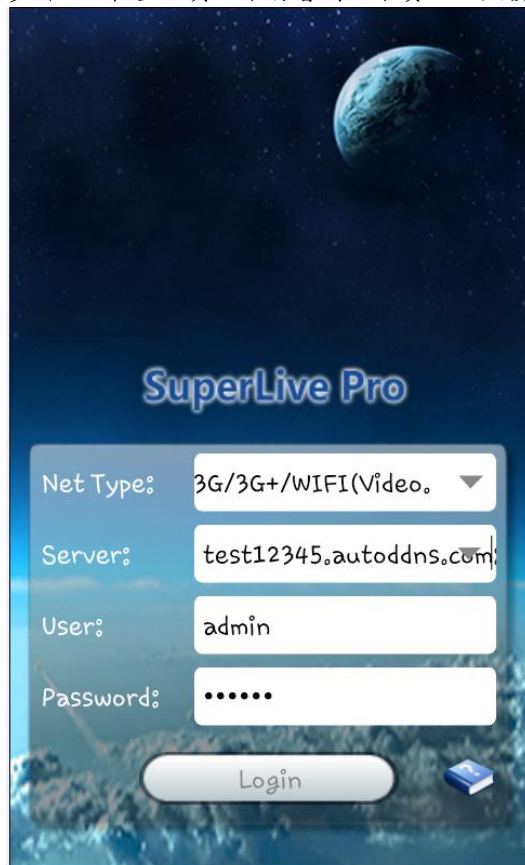 SuperLive Pro
Net Type: 3G/3G+/WIFI(Video.
Server: test12345.autoddns.com:
User: admin
Password: ••••••
Login